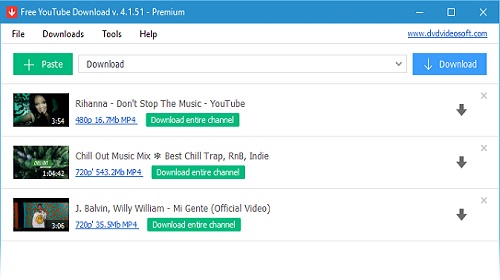 Free YouTube Download v. 4.1.51 - Premium
File Downloads Tools Help www.dvdvideosoft.com
Paste Download Download
Rihanna - Don't Stop The Music - YouTube
3:54 480p 16.7Mb MP4 Download entire channel
Chill Out Music Mix ❄ Best Chill Trap, RnB, Indie
1:04:42 720p' 543.2Mb MP4 Download entire channel
J. Balvin, Willy William - Mi Gente (Official Video)
3:06 720p' 35.5Mb MP4 Download entire channel